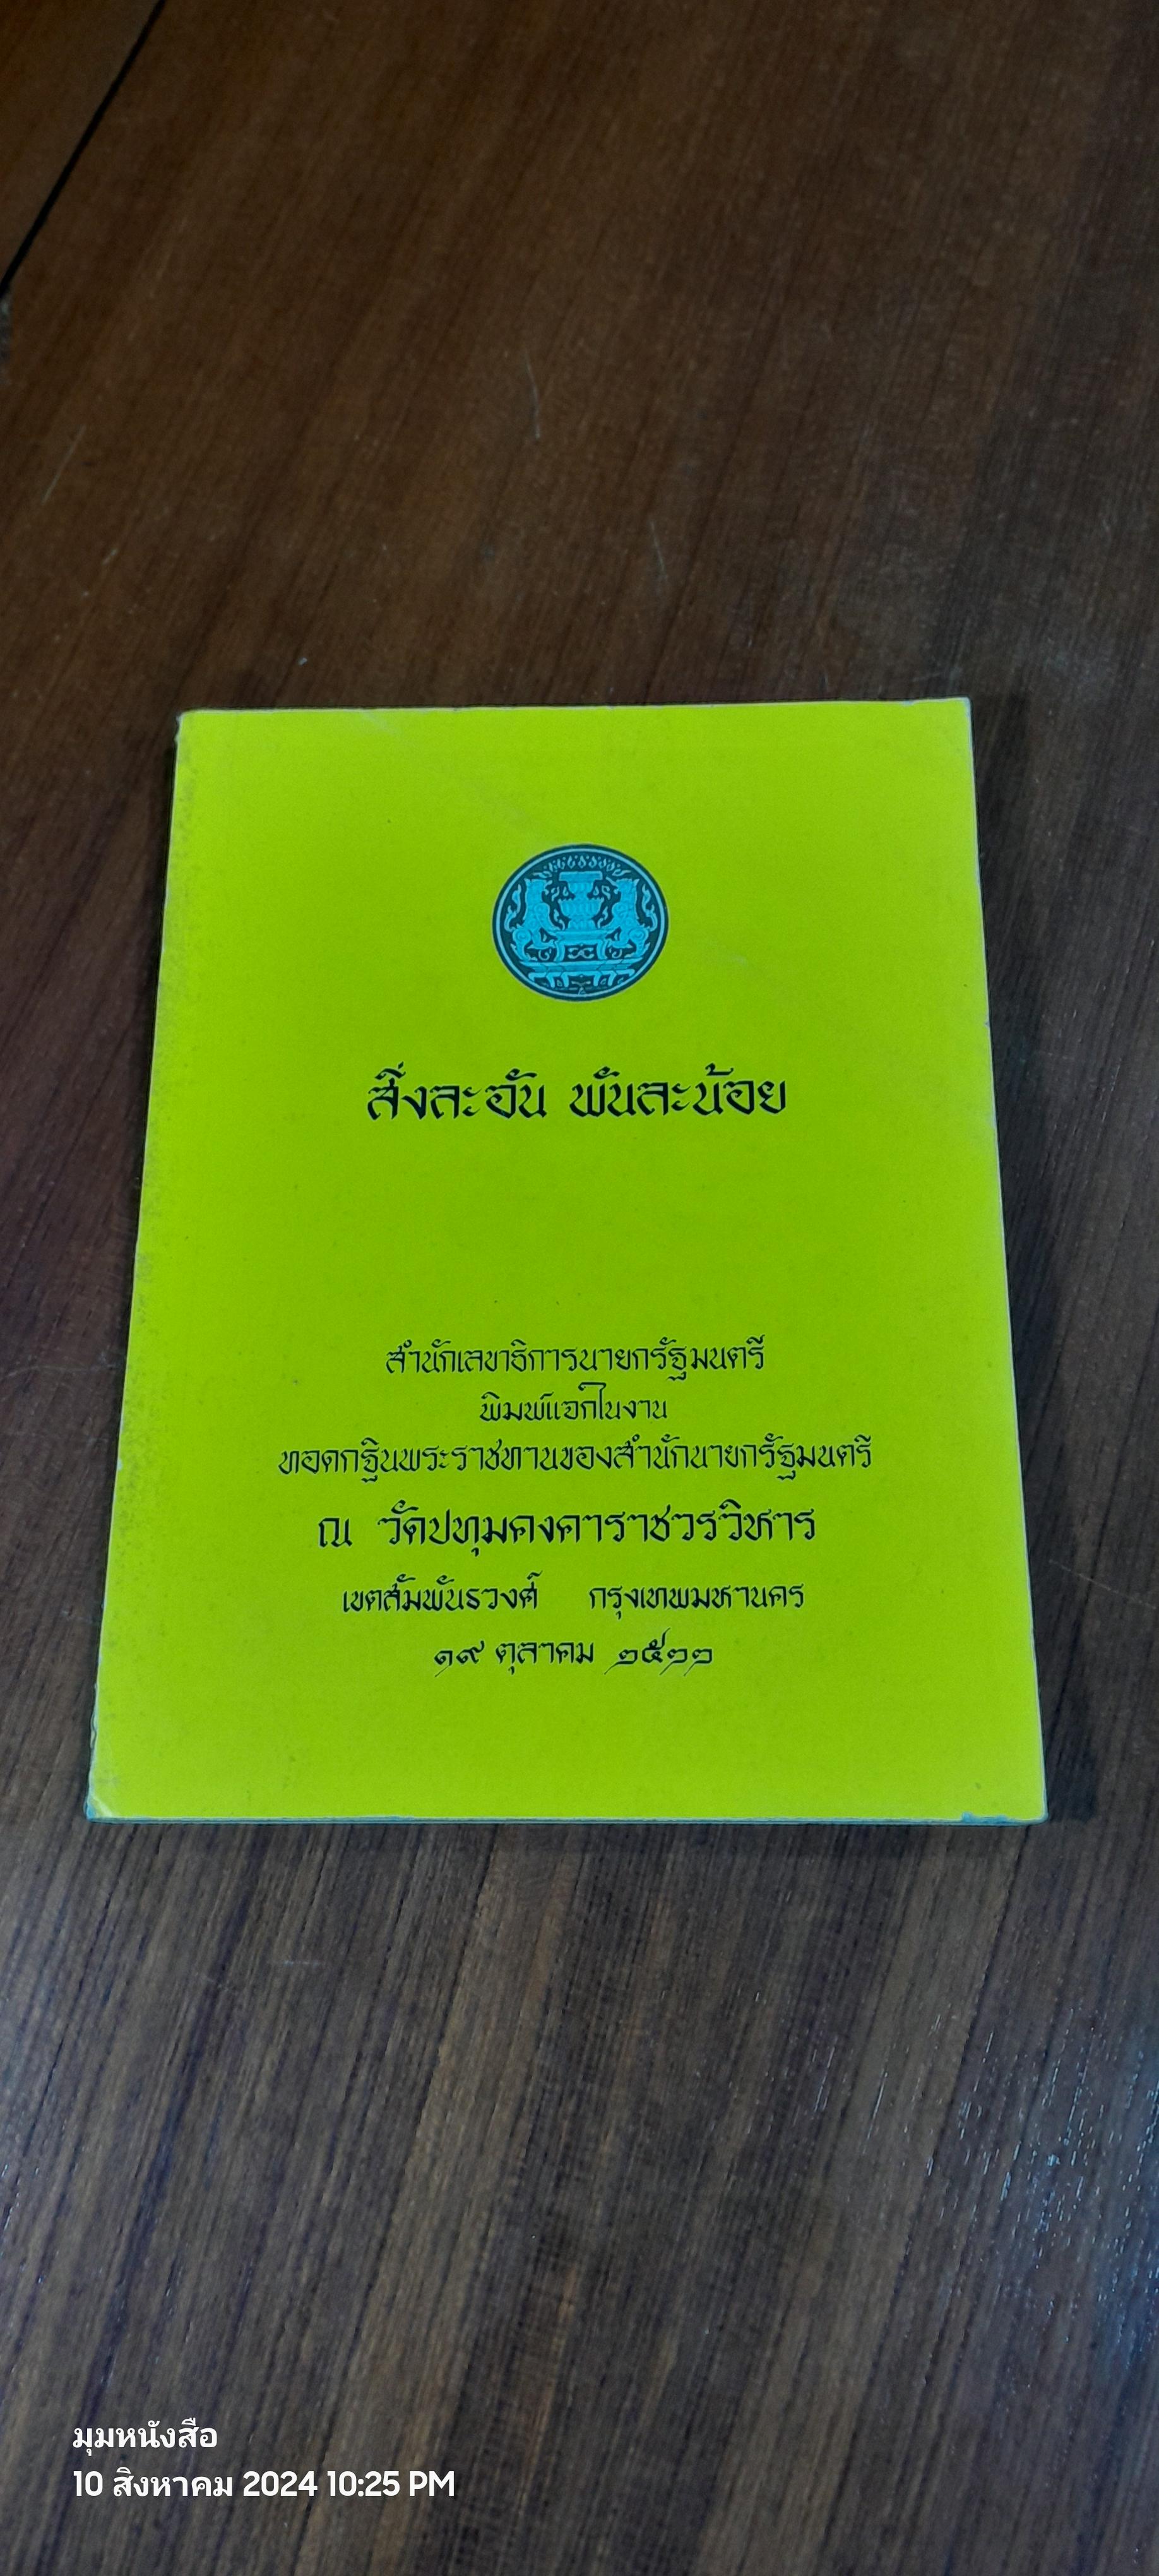 สิ่งละอัน พันละน้อย
สำนักเลขาธิการนายกรัฐมนตรี
พิมพ์แจกในงาน
ทอดกฐินพระราชทานของสำนักนายกรัฐมนตรี
ณ วัดปทุมคงคาราชวรวิหาร
เขตสัมพันธวงศ์ กรุงเทพมหานคร
๑๙ ตุลาคม ๒๕๒๒
มุมหนังสือ
10 สิงหาคม 2024 10:25 PM